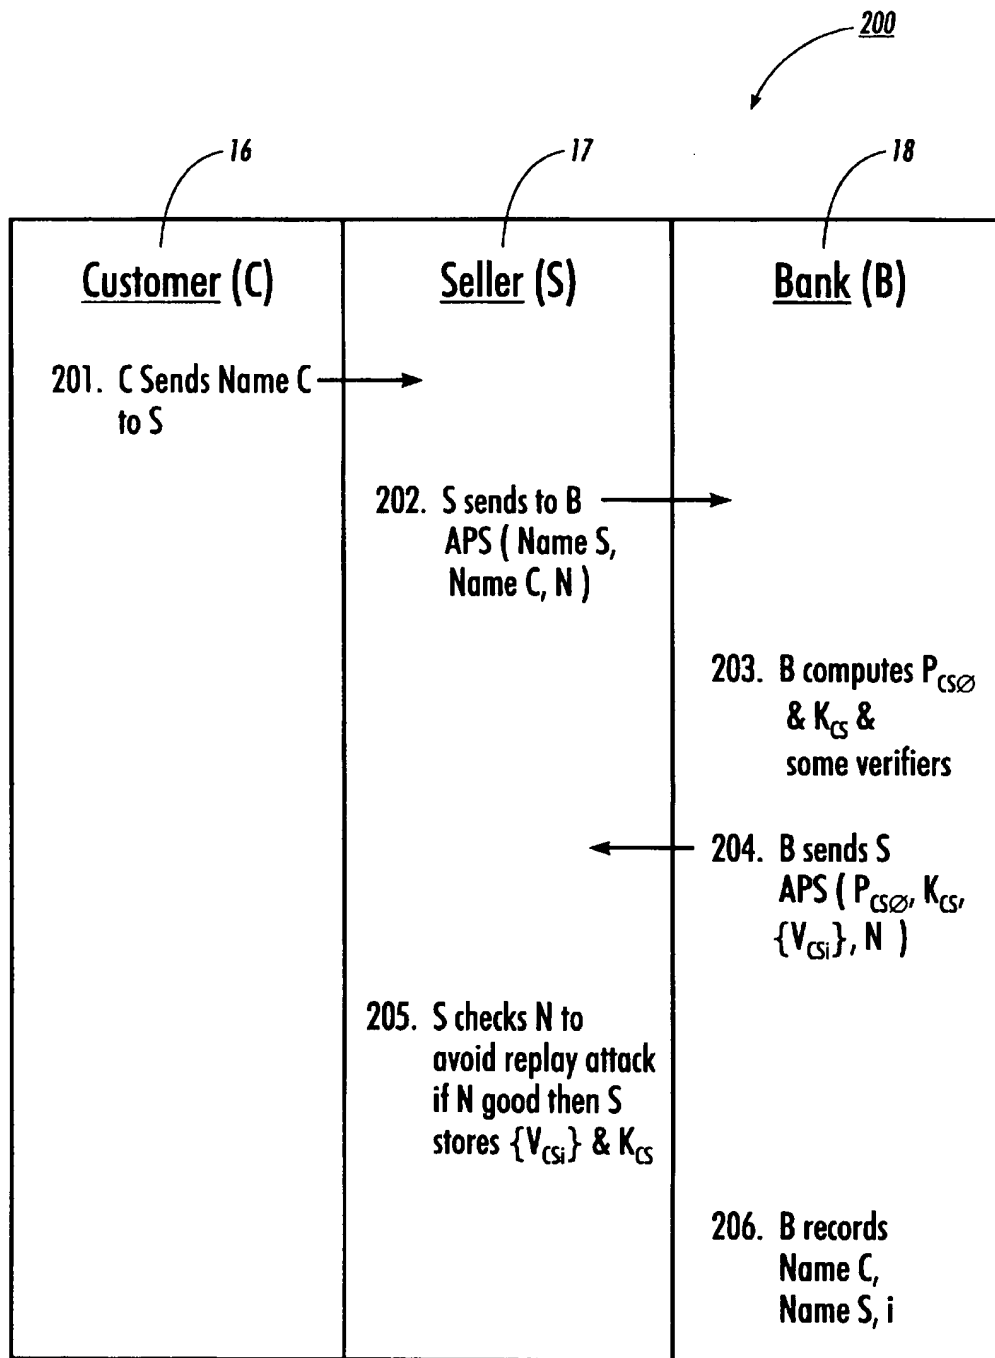 200
16
17
18
Customer (C)
Seller (S)
Bank (B)
201. C Sends Name C
to S
202. S sends to B
APS ( Name S,
Name C, N )
203. B computes P_CS∅
& K_CS &
some verifiers
204. B sends S
APS ( P_CS∅, K_CS,
{V_CSi}, N )
205. S checks N to
avoid replay attack
if N good then S
stores {V_CSi} & K_CS
206. B records
Name C,
Name S, i